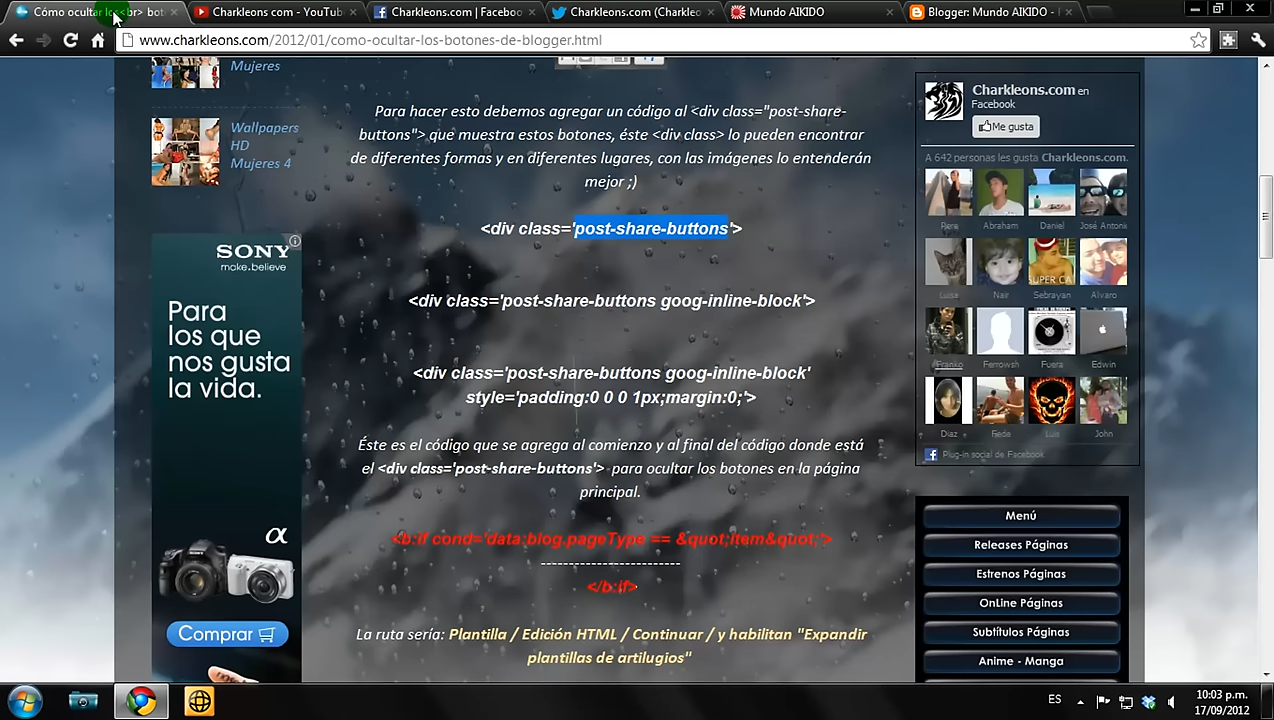 Cómo ocultar los<br> bot
Charkleons com - YouTub
Charkleons.com | Faceboo
Charkleons.com (Charkleo
Mundo AIKIDO
Blogger: Mundo AIKIDO -
www.charkleons.com/2012/01/como-ocultar-los-botones-de-blogger.html
Mujeres
Wallpapers
HD
Mujeres 4
SONY
make.believe
Para
los que
nos gusta
la vida.
α
Comprar
Para hacer esto debemos agregar un código al <div class="post-share-
buttons"> que muestra estos botones, éste <div class> lo pueden encontrar
de diferentes formas y en diferentes lugares, con las imágenes lo entenderán
mejor ;)
<div class='post-share-buttons'>
<div class='post-share-buttons goog-inline-block'>
<div class='post-share-buttons goog-inline-block'
style='padding:0 0 0 1px;margin:0;'>
Éste es el código que se agrega al comienzo y al final del código donde está
el <div class='post-share-buttons'> para ocultar los botones en la página
principal.
<b:if cond='data:blog.pageType == &quot;item&quot;'>
-------------------------
</b:if>
La ruta sería: Plantilla / Edición HTML / Continuar / y habilitan "Expandir
plantillas de artilugios"
Charkleons.com en
Facebook
Me gusta
A 642 personas les gusta Charkleons.com.
Abraham
Daniel
José Antonio
Nair
SUPER CA
Sebrayan
Alvaro
Franko
Ferrowsh
Fuera
Edwin
Diaz
Fede
Luis
John
Plug-in social de Facebook
Menú
Releases Páginas
Estrenos Páginas
OnLine Páginas
Subtítulos Páginas
Anime - Manga
ES
10:03 p.m.
17/09/2012